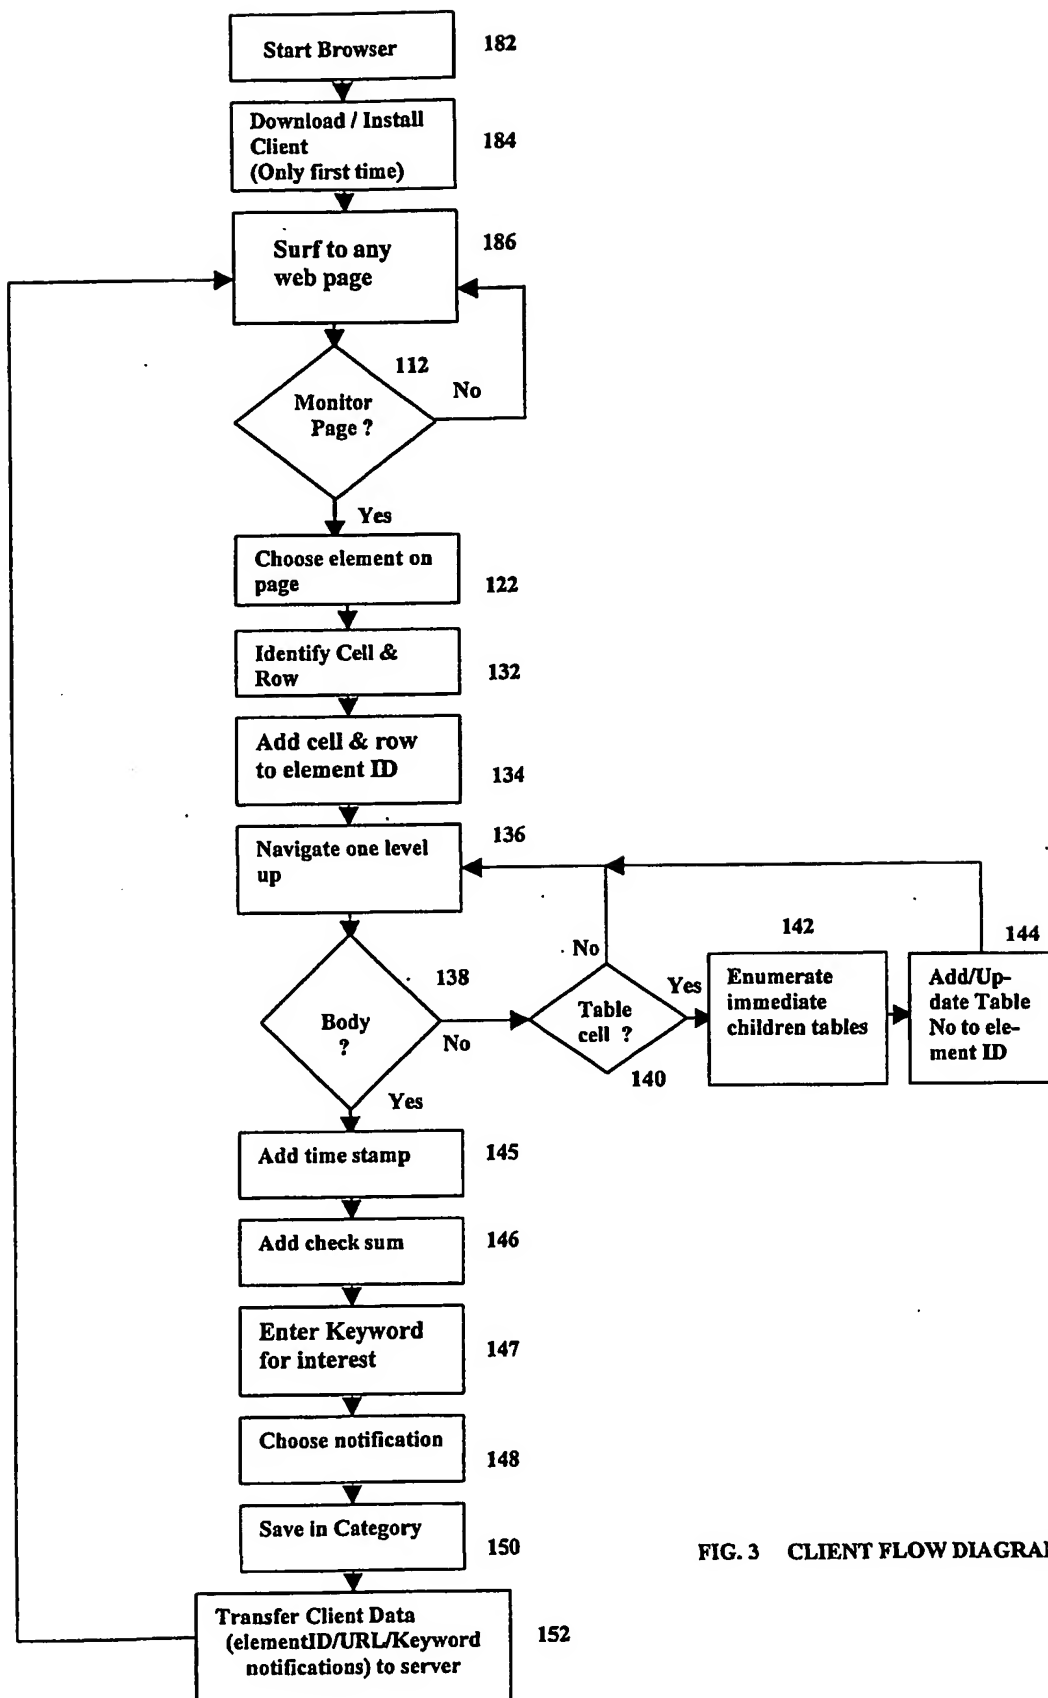 Start Browser
182
Download / Install
Client
(Only first time)
184
Surf to any
web page
186
112
Monitor
Page ?
No
Yes
Choose element on
page
122
Identify Cell &
Row
132
Add cell & row
to element ID
134
136
Navigate one level
up
138
Body
?
No
No
Table
cell ?
140
Yes
142
Enumerate
immediate
children tables
144
Add/Up-
date Table
No to ele-
ment ID
Yes
Add time stamp
145
Add check sum
146
Enter Keyword
for interest
147
Choose notification
148
Save in Category
150
FIG. 3 CLIENT FLOW DIAGRA
Transfer Client Data
(elementID/URL/Keyword
notifications) to server
152